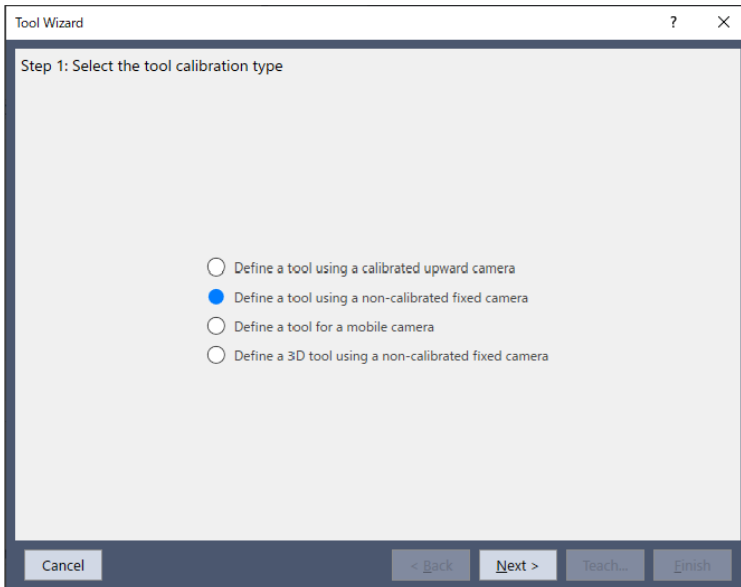 Tool Wizard
?
Step 1: Select the tool calibration type
Define a tool using a calibrated upward camera
Define a tool using a non-calibrated fixed camera
Define a tool for a mobile camera
Define a 3D tool using a non-calibrated fixed camera
Cancel
< Back
Next >
Teach...
Finish